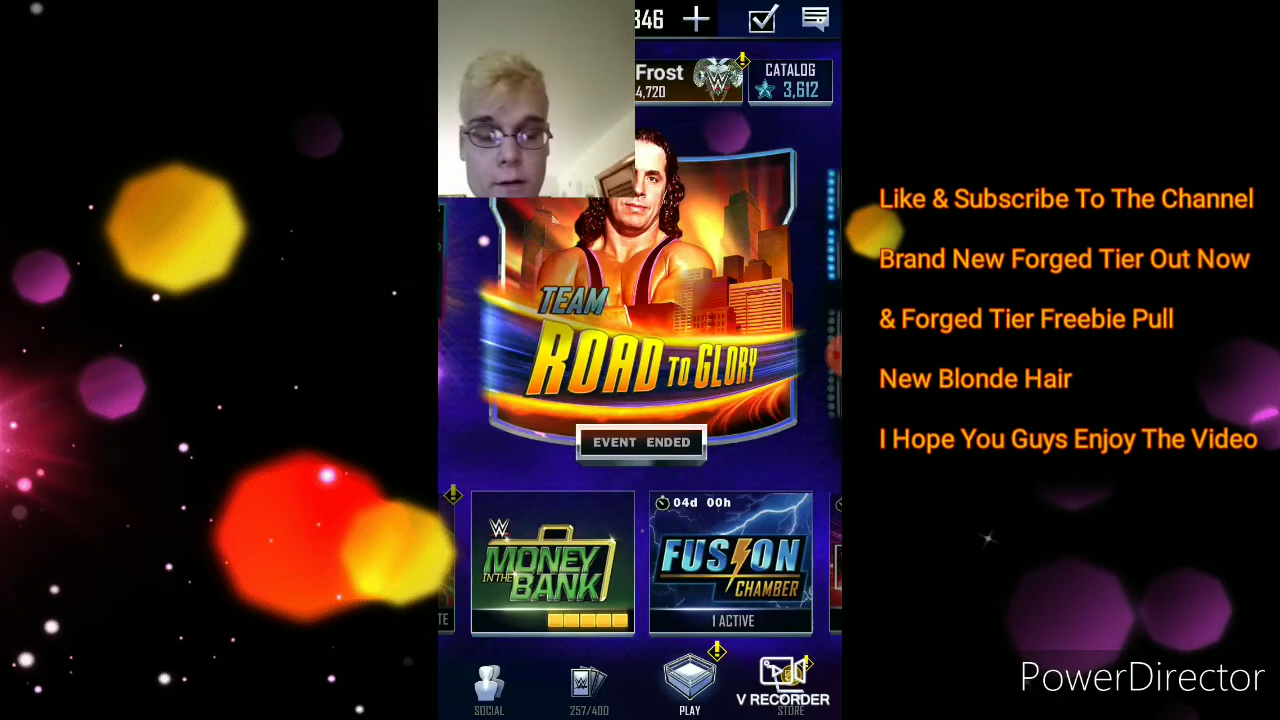 346
Frost
4,720
CATALOG
3,612
Like & Subscribe To The Channel
Brand New Forged Tier Out Now
& Forged Tier Freebie Pull
New Blonde Hair
I Hope You Guys Enjoy The Video
TEAM
ROAD TO GLORY
EVENT ENDED
04d 00h
W
MONEY
IN THE
BANK
FUSION
CHAMBER
1 ACTIVE
TE
SOCIAL
257/400
PLAY
STORE
V RECORDER
PowerDirector